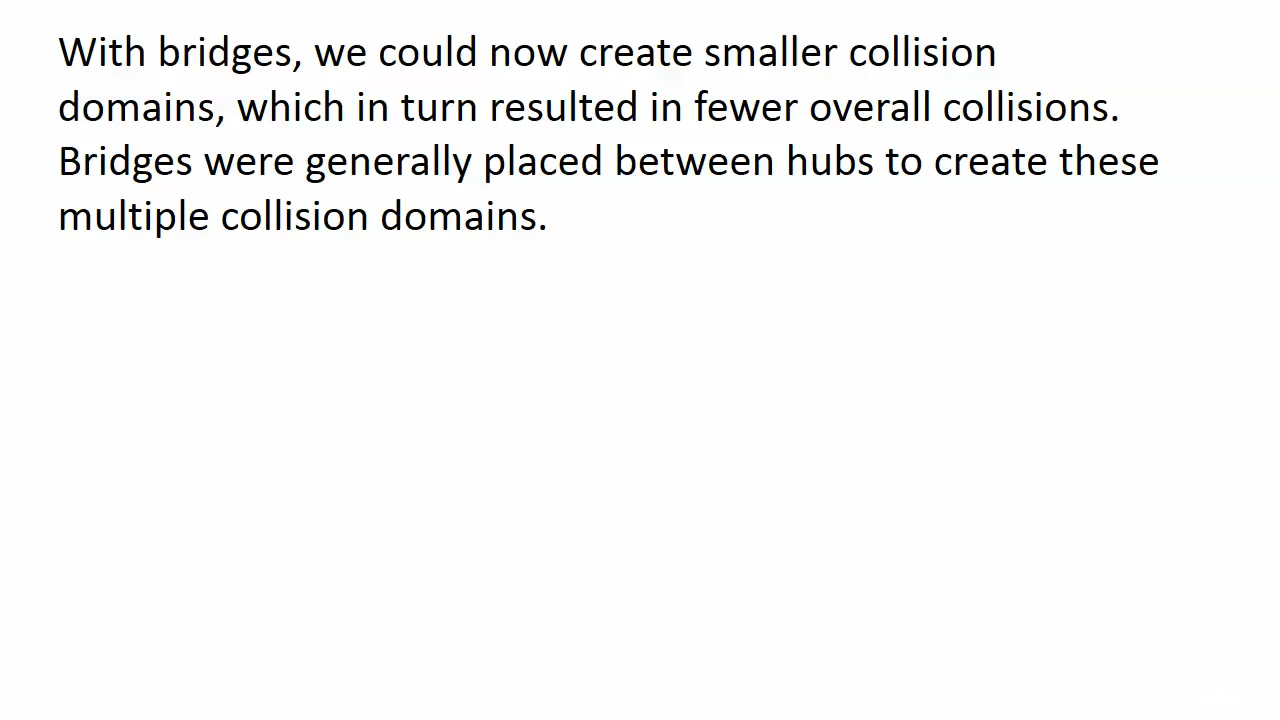 With bridges, we could now create smaller collision
domains, which in turn resulted in fewer overall collisions.
Bridges were generally placed between hubs to create these
multiple collision domains.